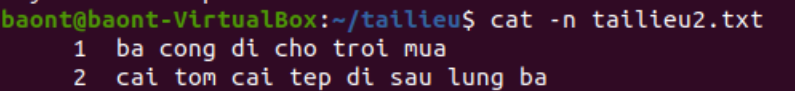 baont@baont-VirtualBox:~/tailieu$ cat -n tailieu2.txt
1 ba cong di cho troi mua
2 cai tom cai tep di sau lung ba